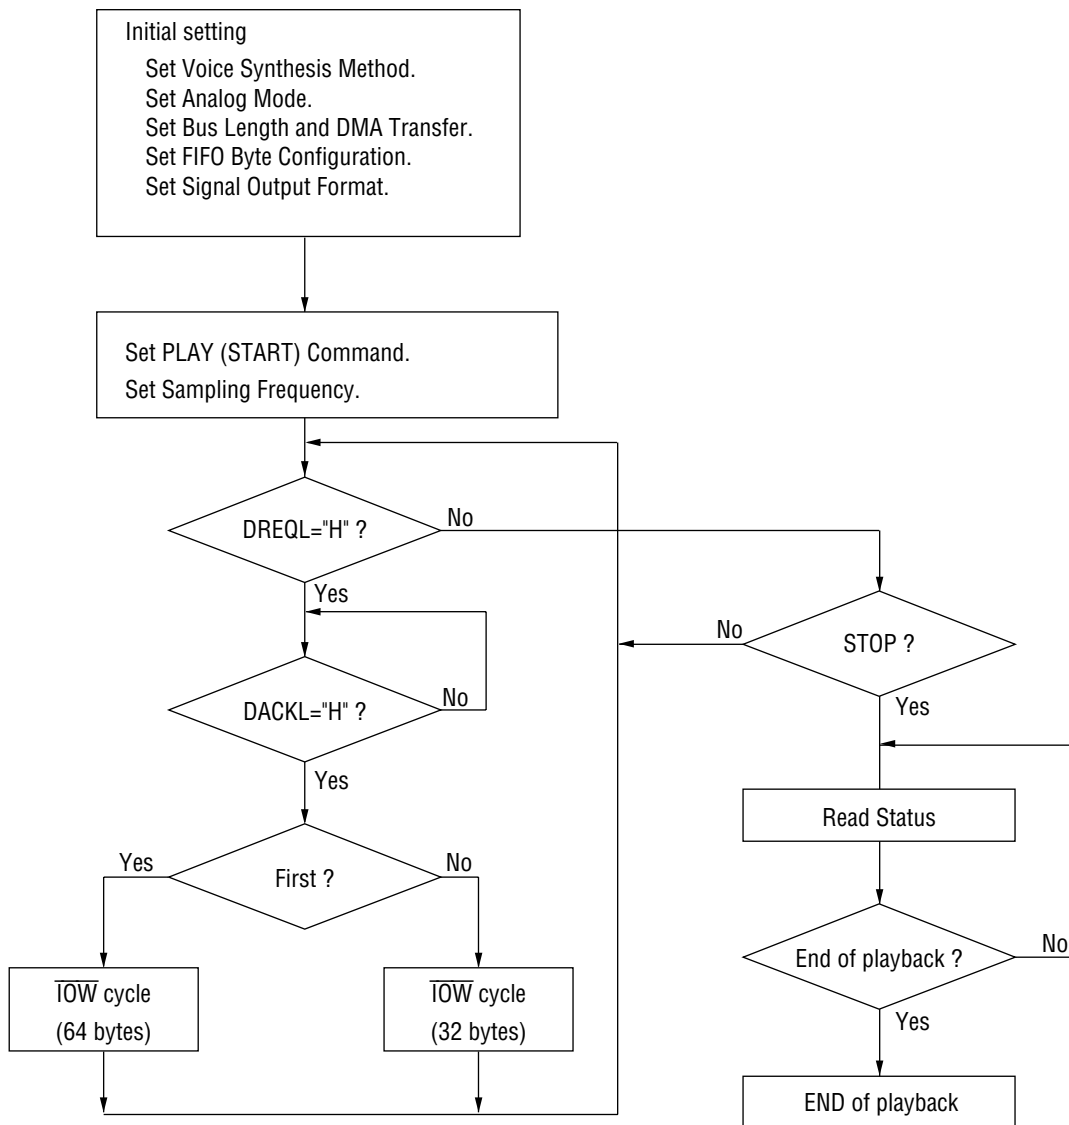 Initial setting
Set Voice Synthesis Method.
Set Analog Mode.
Set Bus Length and DMA Transfer.
Set FIFO Byte Configuration.
Set Signal Output Format.
Set PLAY (START) Command.
Set Sampling Frequency.
DREQL="H" ?
No
Yes
STOP ?
No
Yes
DACKL="H" ?
No
Yes
Read Status
First ?
Yes
No
End of playback ?
No
Yes
I̅O̅W̅ cycle
(64 bytes)
I̅O̅W̅ cycle
(32 bytes)
END of playback